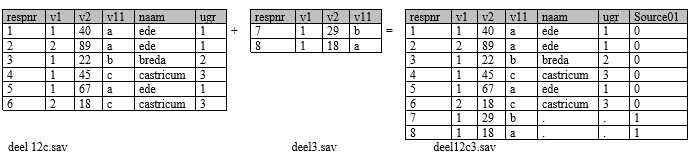 respnr v1 v2 v11 naam ugr
1 1 40 a ede 1
2 2 89 a ede 1
3 1 22 b breda 2
4 1 45 c castricum 3
5 1 67 a ede 1
6 2 18 c castricum 3
deel 12c.sav
+
respnr v1 v2 v11
7 1 29 b
8 1 18 a
deel3.sav
=
respnr v1 v2 v11 naam ugr Source01
1 1 40 a ede 1 0
2 2 89 a ede 1 0
3 1 22 b breda 2 0
4 1 45 c castricum 3 0
5 1 67 a ede 1 0
6 2 18 c castricum 3 0
7 1 29 b . . 1
8 1 18 a . . 1
deel12c3.sav